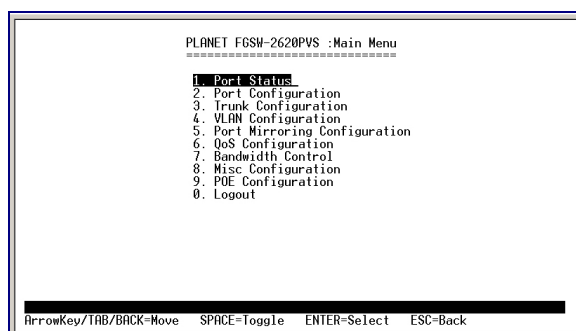 PLANET FGSW-2620PVS :Main Menu
==============================
1. Port Status
2. Port Configuration
3. Trunk Configuration
4. VLAN Configuration
5. Port Mirroring Configuration
6. QoS Configuration
7. Bandwidth Control
8. Misc Configuration
9. POE Configuration
0. Logout
ArrowKey/TAB/BACK=Move SPACE=Toggle ENTER=Select ESC=Back